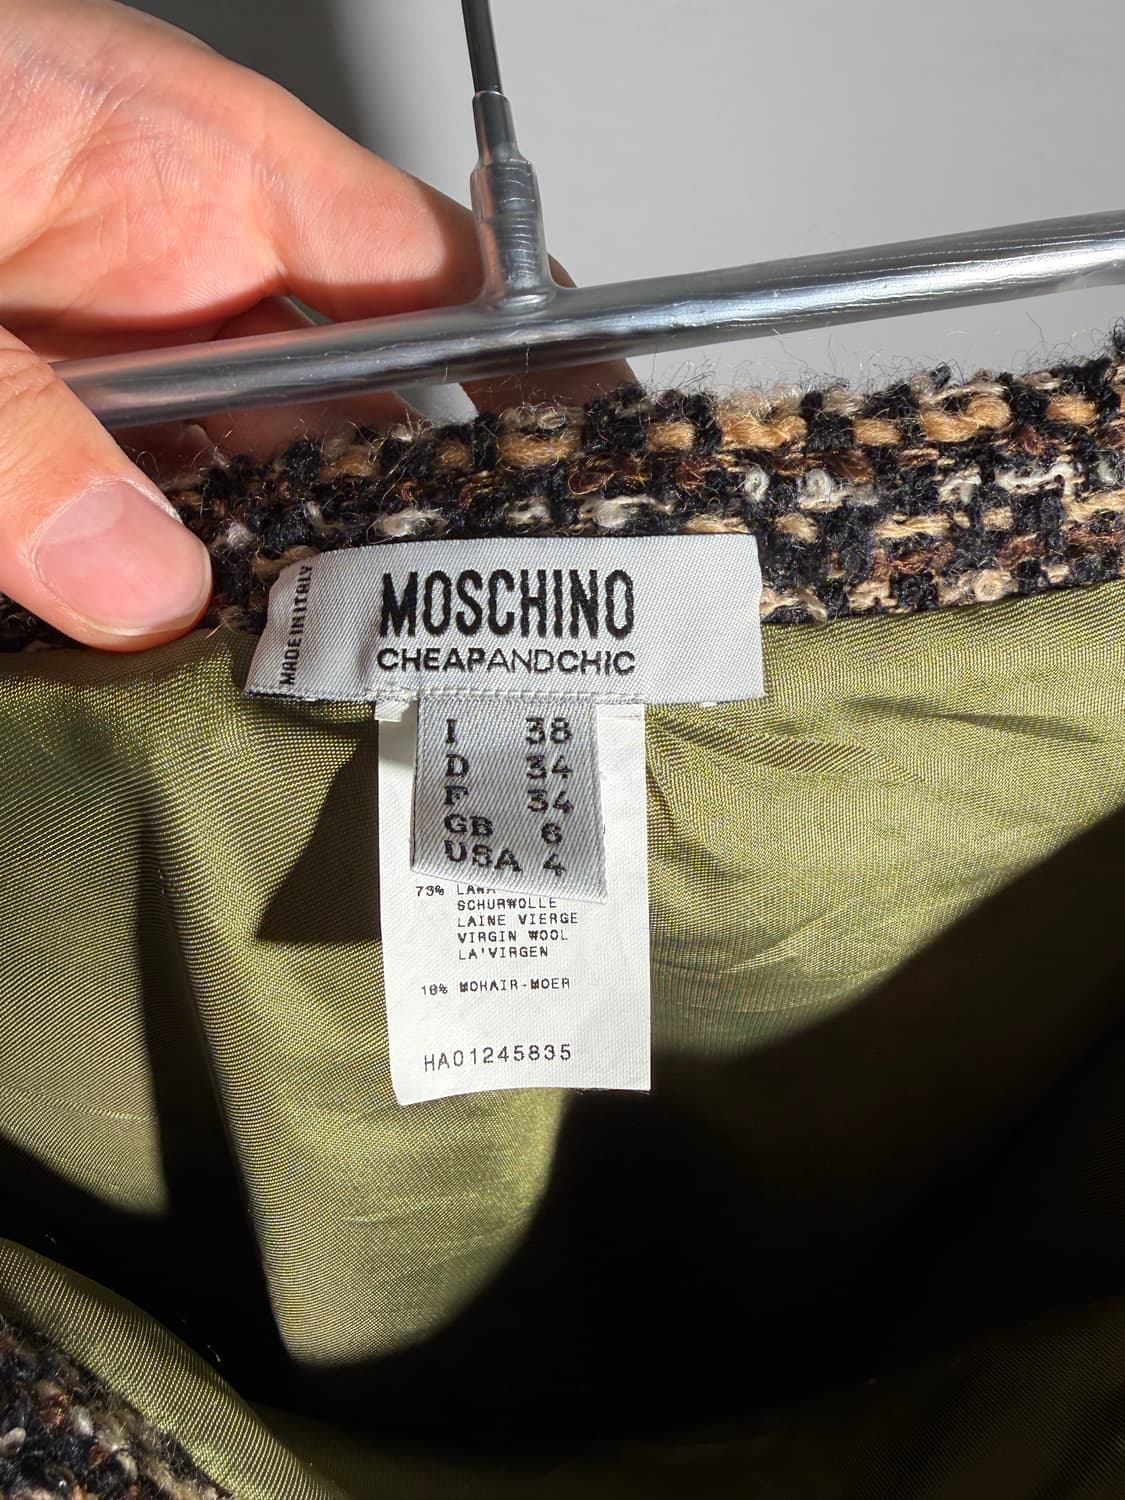 MADE IN ITALY
MOSCHINO
CHEAPANDCHIC
I 38
D 34
F 34
GB 6
USA 4
73% LANA
SCHURWOLLE
LAINE VIERGE
VIRGIN WOOL
LA'VIRGEN
10% MOHAIR-MOER
HA01245835